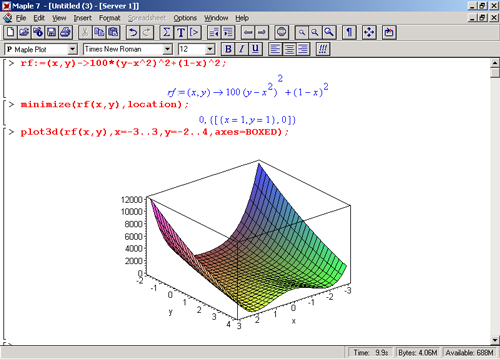 Maple 7 - [Untitled (3) - [Server 1]]
File Edit View Insert Format Spreadsheet Options Window Help
P Maple Plot Times New Roman 12 B I U
> rf:=(x,y)->100*(y-x^2)^2+(1-x)^2;
rf := (x, y) → 100 (y - x²)² + (1 - x)²
> minimize(rf(x,y),location);
0, {[{x = 1, y = 1}, 0]}
> plot3d(rf(x,y),x=-3..3,y=-2..4,axes=BOXED);
12000
10000
8000
6000
4000
2000
0
-2 -1 0 1 2 3 4
y
3 2 1 0 -1 -2 -3
x
Time: 9.9s Bytes: 4.06M Available: 688M